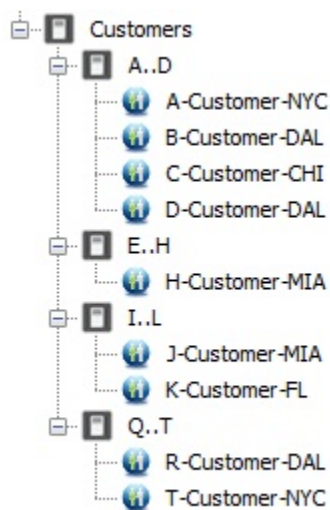 Customers
A..D
A-Customer-NYC
B-Customer-DAL
C-Customer-CHI
D-Customer-DAL
E..H
H-Customer-MIA
I..L
J-Customer-MIA
K-Customer-FL
Q..T
R-Customer-DAL
T-Customer-NYC